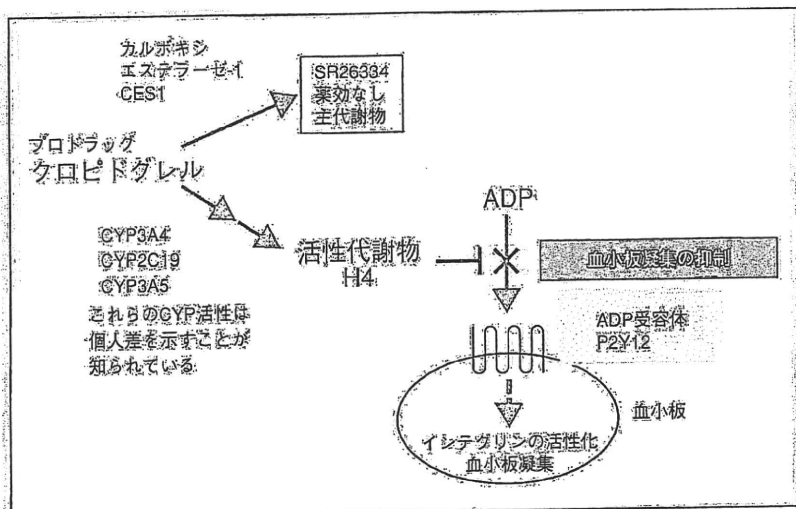 カルボキシ
エステラーゼイ
CES1
SR26334
薬効なし
主代謝物
プロドラッグ
クロピドグレル
ADP
CYP3A4
CYP2C19
CYP3A5
これらのCYP活性は
個人差を示すことが
知られている
活性代謝物
H4
血小板凝集の抑制
ADP受容体
P2Y12
血小板
インテグリンの活性化
血小板凝集